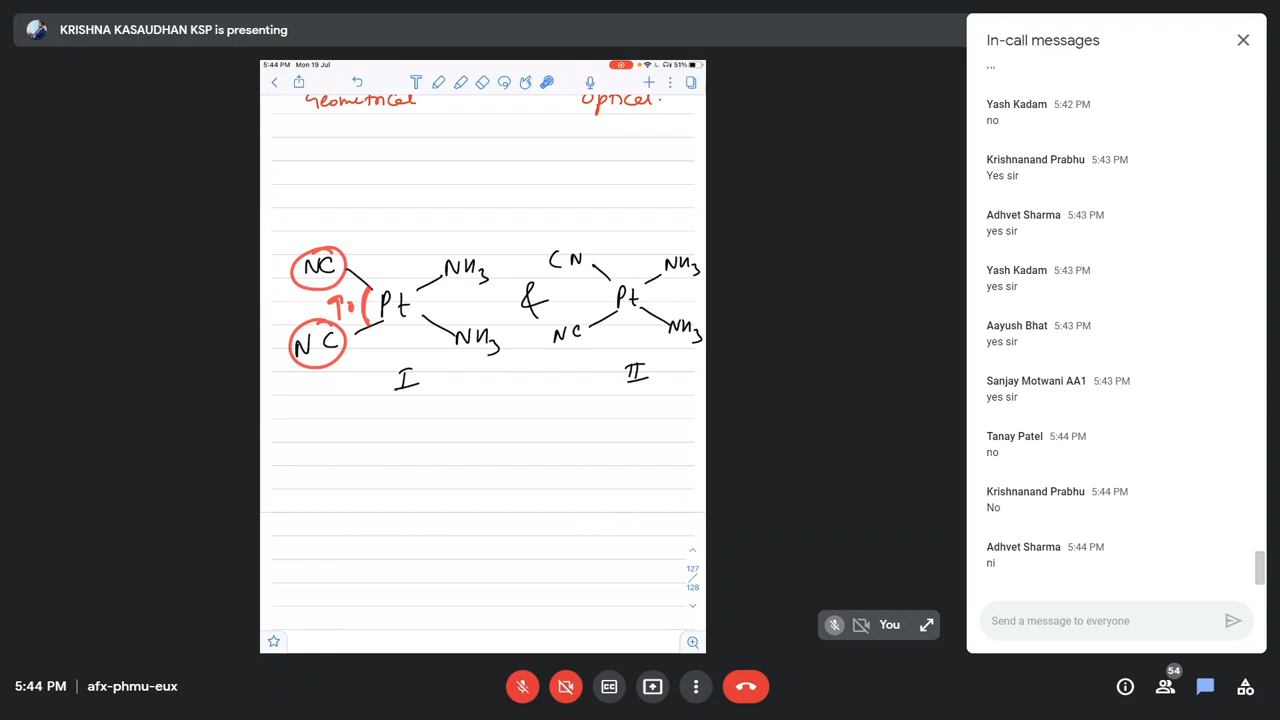 KRISHNA KASAUDHAN KSP is presenting
5:44 PM Mon 19 Jul
51%
Geometrical
Optical.
NC
NH3
Pt
NC
NH3
I
&
CN
NH3
Pt
NC
NH3
II
127
128
You
In-call messages
...
Yash Kadam 5:42 PM
no
Krishnanand Prabhu 5:43 PM
Yes sir
Adhvet Sharma 5:43 PM
yes sir
Yash Kadam 5:43 PM
yes sir
Aayush Bhat 5:43 PM
yes sir
Sanjay Motwani AA1 5:43 PM
yes sir
Tanay Patel 5:44 PM
no
Krishnanand Prabhu 5:44 PM
No
Adhvet Sharma 5:44 PM
ni
Send a message to everyone
5:44 PM afx-phmu-eux
54